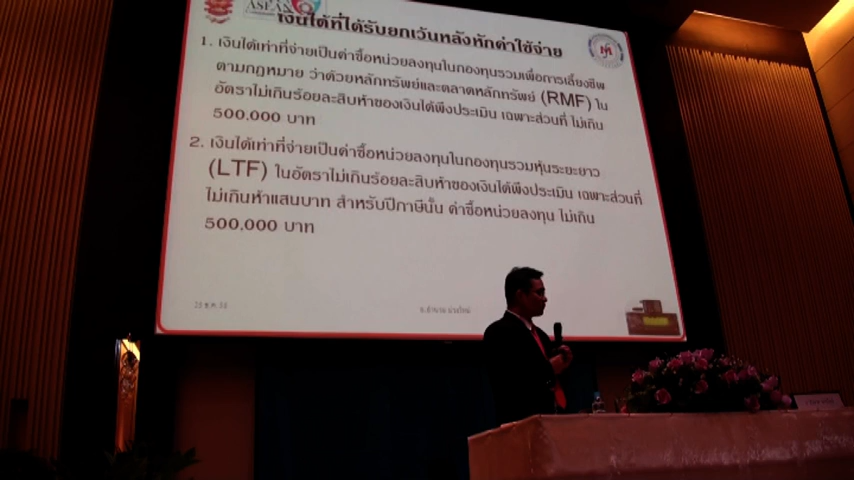 ASEAN
เงินได้ที่ได้รับยกเว้นหลังหักค่าใช้จ่าย
1. เงินได้เท่าที่จ่ายเป็นค่าซื้อหน่วยลงทุนในกองทุนรวมเพื่อการเลี้ยงชีพ
ตามกฎหมาย ว่าด้วยหลักทรัพย์และตลาดหลักทรัพย์ (RMF) ใน
อัตราไม่เกินร้อยละสิบห้าของเงินได้พึงประเมิน เฉพาะส่วนที่ ไม่เกิน
500,000 บาท
2. เงินได้เท่าที่จ่ายเป็นค่าซื้อหน่วยลงทุนในกองทุนรวมหุ้นระยะยาว
(LTF) ในอัตราไม่เกินร้อยละสิบห้าของเงินได้พึงประเมิน เฉพาะส่วนที่
ไม่เกินห้าแสนบาท สำหรับปีภาษีนั้น ค่าซื้อหน่วยลงทุน ไม่เกิน
500,000 บาท